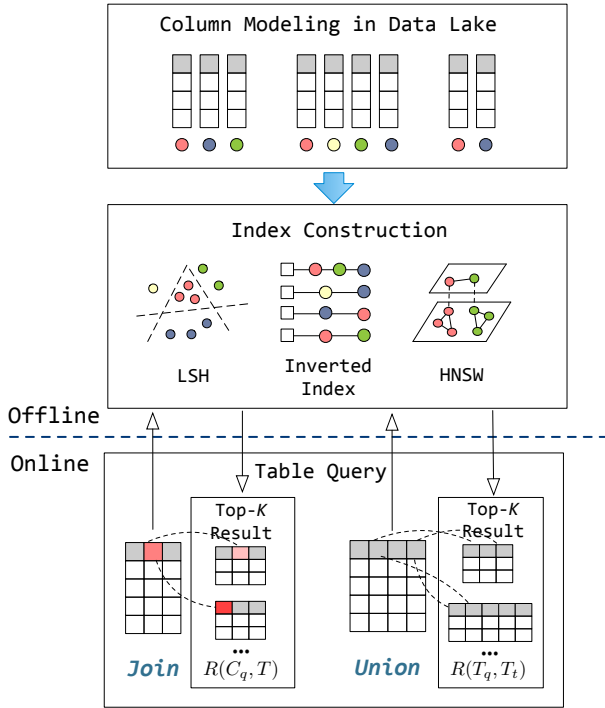 Column Modeling in Data Lake
Index Construction
LSH
Inverted
Index
HNSW
Offline
Online
Table Query
Top-K
Result
Top-K
Result
...
...
Join
R(C_q, T)
Union
R(T_q, T_t)